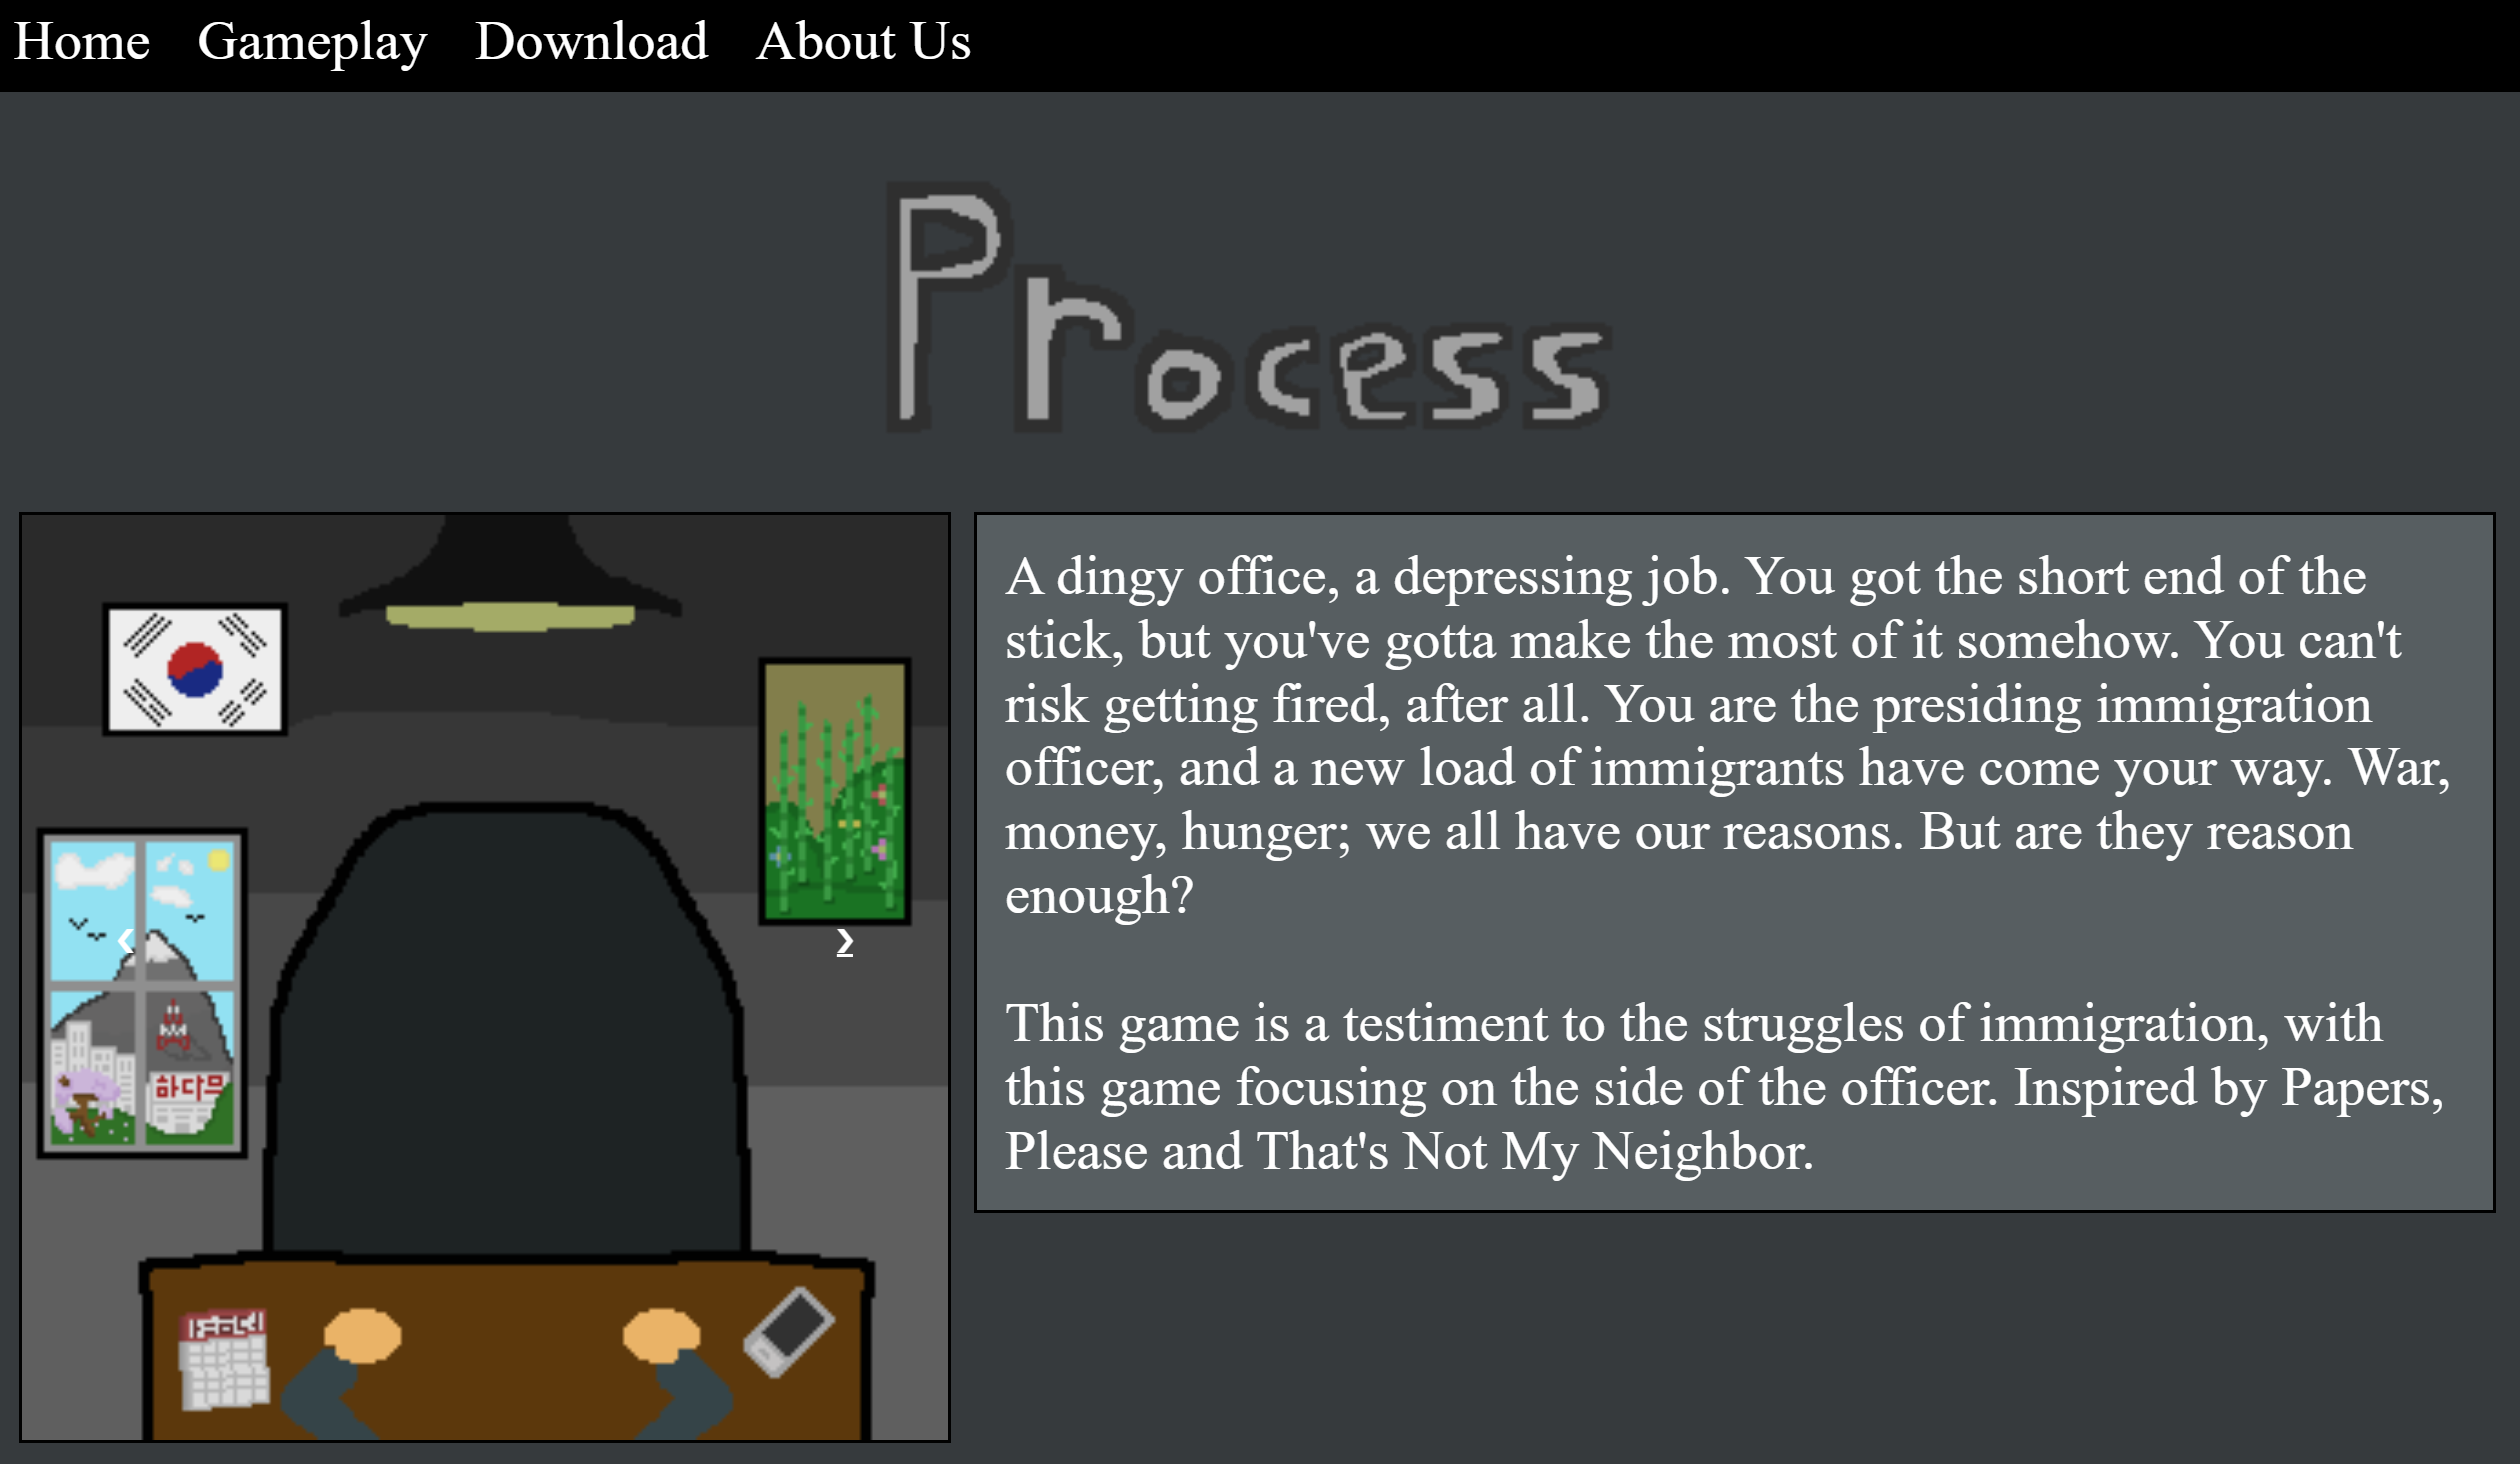 Home Gameplay Download About Us
Process
하다모
A dingy office, a depressing job. You got the short end of the
stick, but you've gotta make the most of it somehow. You can't
risk getting fired, after all. You are the presiding immigration
officer, and a new load of immigrants have come your way. War,
money, hunger; we all have our reasons. But are they reason
enough?
This game is a testiment to the struggles of immigration, with
this game focusing on the side of the officer. Inspired by Papers,
Please and That's Not My Neighbor.